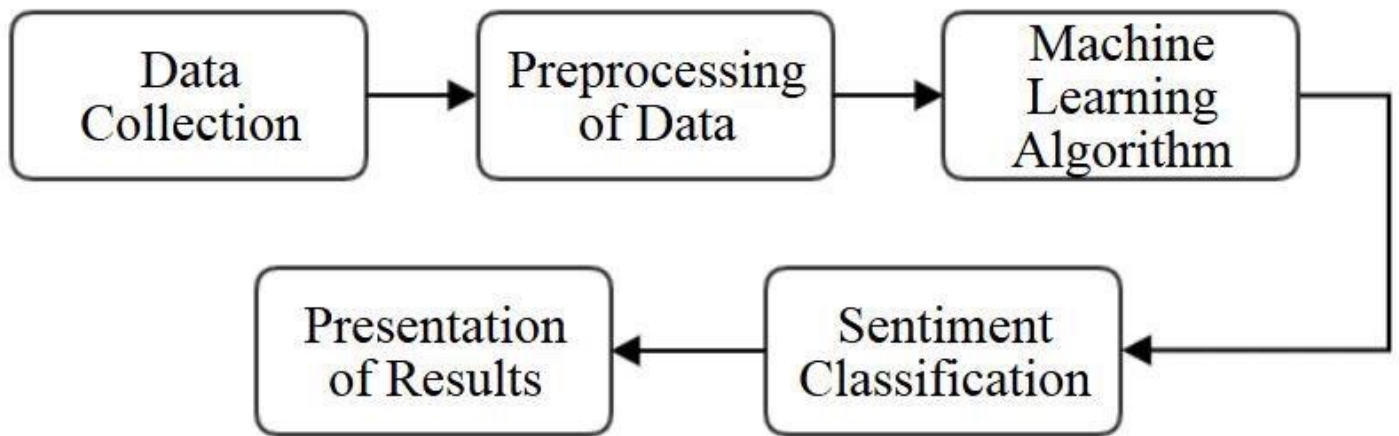 Data
Collection
Preprocessing
of Data
Machine
Learning
Algorithm
Sentiment
Classification
Presentation
of Results